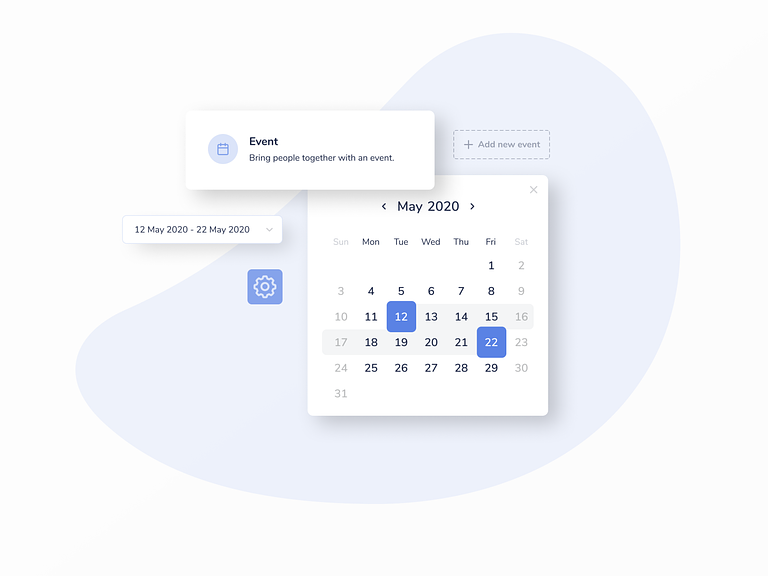 Event
Bring people together with an event.
+ Add new event
< May 2020 >
12 May 2020 - 22 May 2020
Sun Mon Tue Wed Thu Fri Sat
1 2
3 4 5 6 7 8 9
10 11 12 13 14 15 16
17 18 19 20 21 22 23
24 25 26 27 28 29 30
31